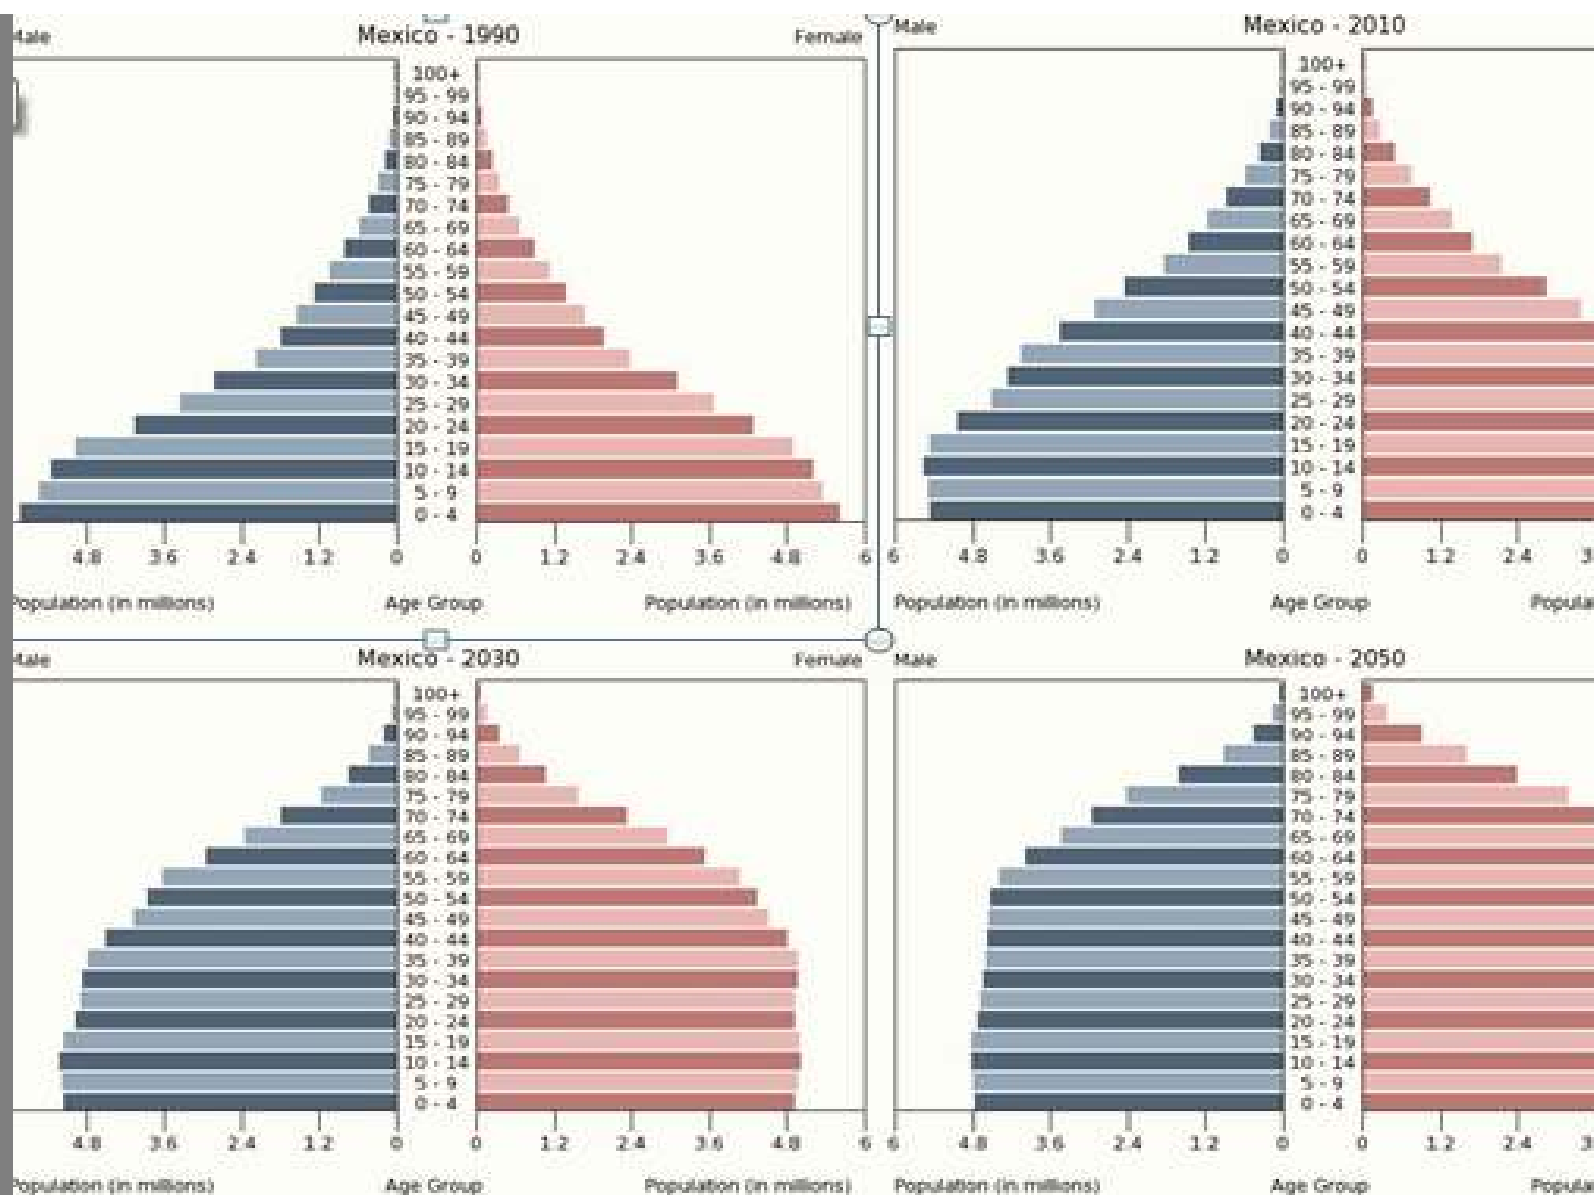 Male Mexico - 1990 Female
100+
95 - 99
90 - 94
85 - 89
80 - 84
75 - 79
70 - 74
65 - 69
60 - 64
55 - 59
50 - 54
45 - 49
40 - 44
35 - 39
30 - 34
25 - 29
20 - 24
15 - 19
10 - 14
5 - 9
0 - 4
4.8 3.6 2.4 1.2 0 0 1.2 2.4 3.6 4.8 6
Population (in millions) Age Group Population (in millions)
Male Mexico - 2010
100+
95 - 99
90 - 94
85 - 89
80 - 84
75 - 79
70 - 74
65 - 69
60 - 64
55 - 59
50 - 54
45 - 49
40 - 44
35 - 39
30 - 34
25 - 29
20 - 24
15 - 19
10 - 14
5 - 9
0 - 4
6 4.8 3.6 2.4 1.2 0 0 1.2 2.4 3
Population (in millions) Age Group Popula
Male Mexico - 2030 Female
100+
95 - 99
90 - 94
85 - 89
80 - 84
75 - 79
70 - 74
65 - 69
60 - 64
55 - 59
50 - 54
45 - 49
40 - 44
35 - 39
30 - 34
25 - 29
20 - 24
15 - 19
10 - 14
5 - 9
0 - 4
4.8 3.6 2.4 1.2 0 0 1.2 2.4 3.6 4.8 6
Population (in millions) Age Group Population (in millions)
Male Mexico - 2050
100+
95 - 99
90 - 94
85 - 89
80 - 84
75 - 79
70 - 74
65 - 69
60 - 64
55 - 59
50 - 54
45 - 49
40 - 44
35 - 39
30 - 34
25 - 29
20 - 24
15 - 19
10 - 14
5 - 9
0 - 4
6 4.8 3.6 2.4 1.2 0 0 1.2 2.4 3
Population (in millions) Age Group Popula